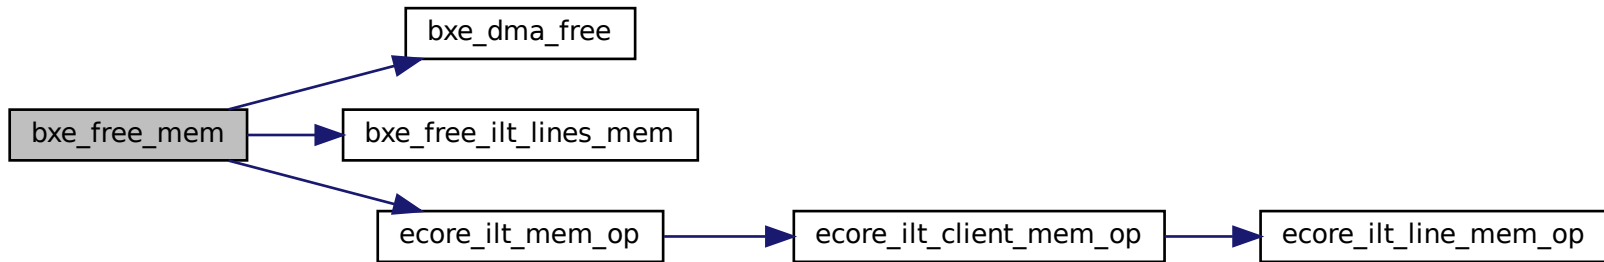 bxe_dma_free
bxe_free_mem
bxe_free_ilt_lines_mem
ecore_ilt_mem_op
ecore_ilt_client_mem_op
ecore_ilt_line_mem_op